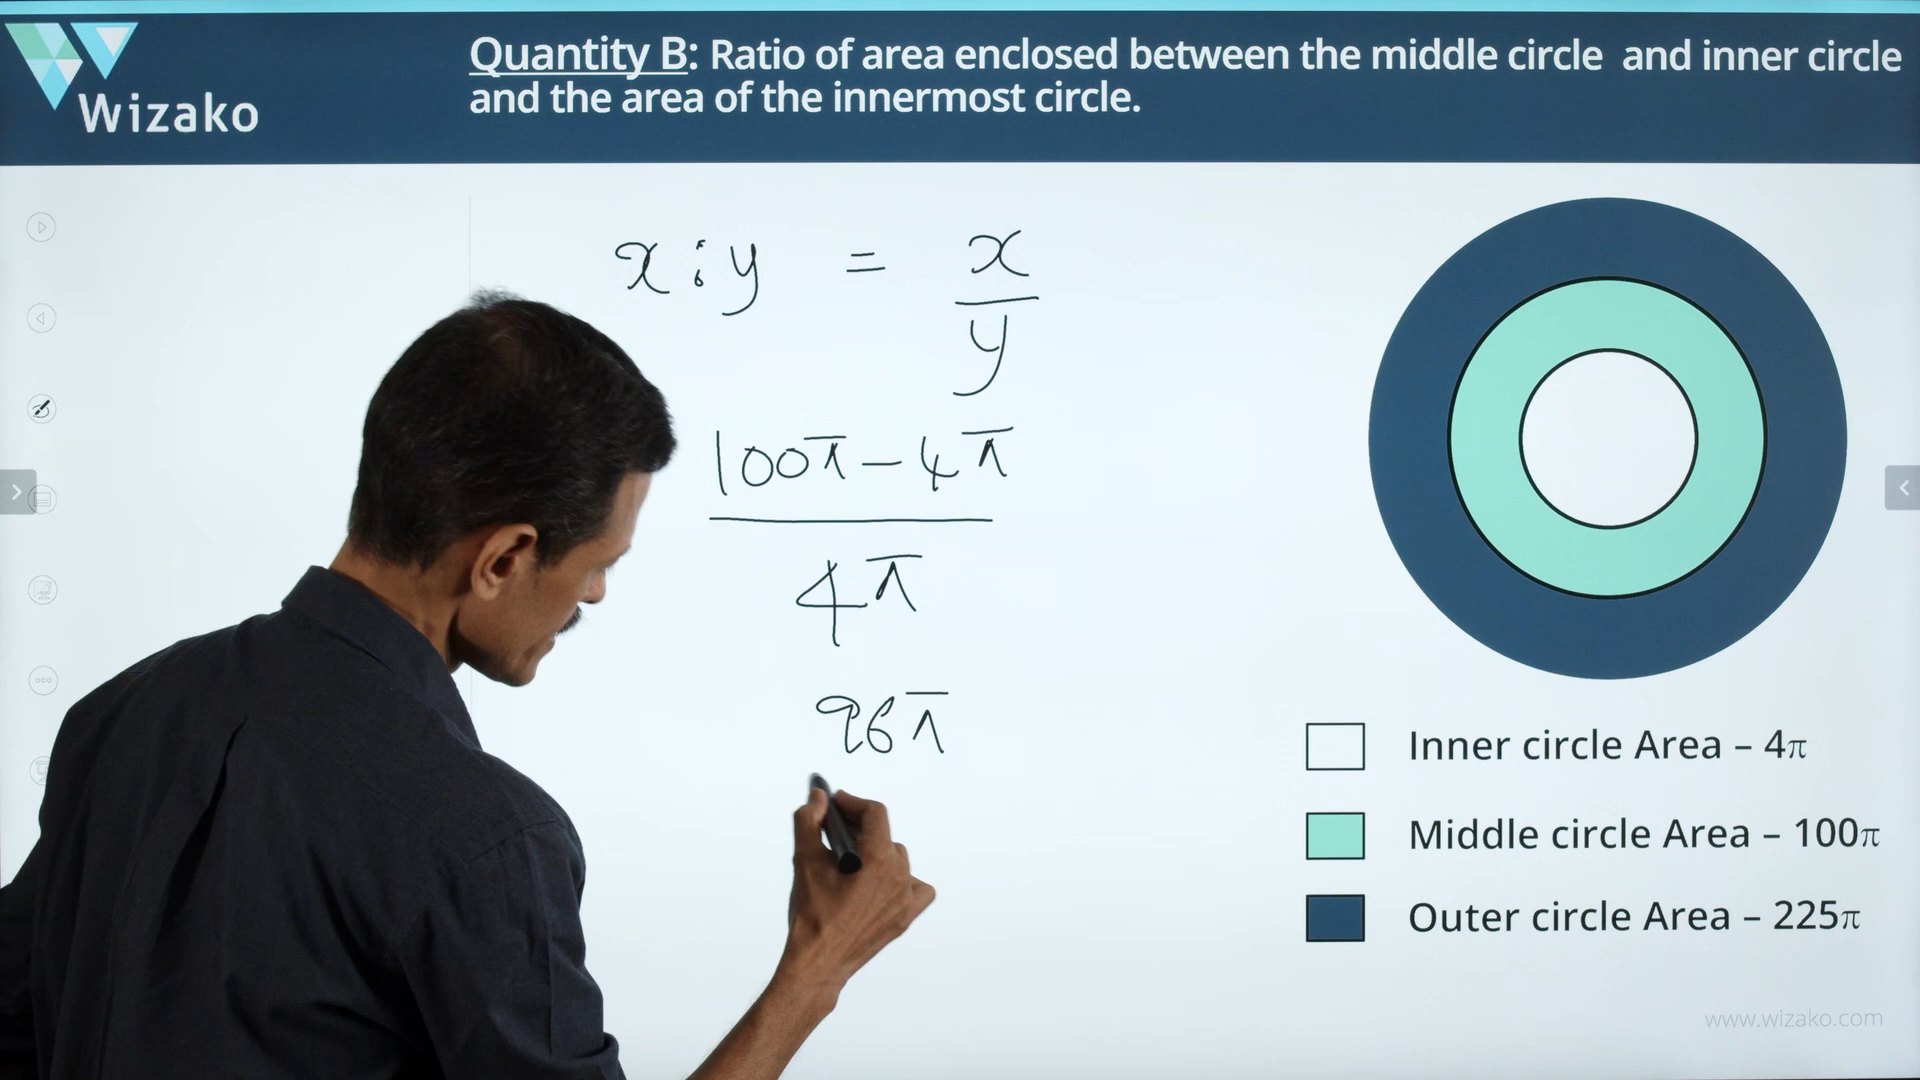 Wizako
Quantity B: Ratio of area enclosed between the middle circle and inner circle
and the area of the innermost circle.
x : y = x/y
100π – 4π
4π
96π
Inner circle Area – 4π
Middle circle Area – 100π
Outer circle Area – 225π
www.wizako.com